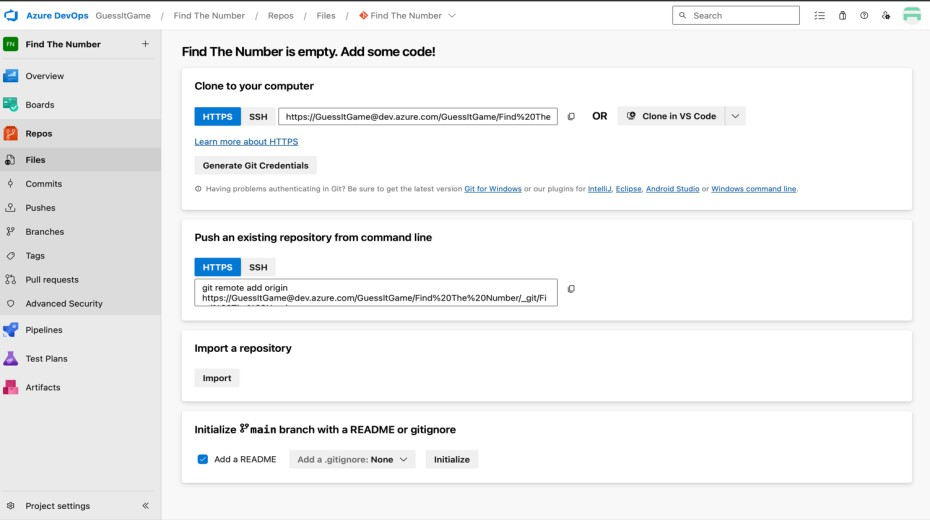 Azure DevOps GuessItGame / Find The Number / Repos / Files / Find The Number Search
FN Find The Number +
Overview
Boards
Repos
Files
Commits
Pushes
Branches
Tags
Pull requests
Advanced Security
Pipelines
Test Plans
Artifacts
Project settings
Find The Number is empty. Add some code!
Clone to your computer
HTTPS SSH https://GuessItGame@dev.azure.com/GuessItGame/Find%20The OR Clone in VS Code
Learn more about HTTPS
Generate Git Credentials
Having problems authenticating in Git? Be sure to get the latest version Git for Windows or our plugins for IntelliJ, Eclipse, Android Studio or Windows command line.
Push an existing repository from command line
HTTPS SSH
git remote add origin
https://GuessItGame@dev.azure.com/GuessItGame/Find%20The%20Number/_git/Fi
Import a repository
Import
Initialize main branch with a README or gitignore
Add a README Add a .gitignore: None Initialize